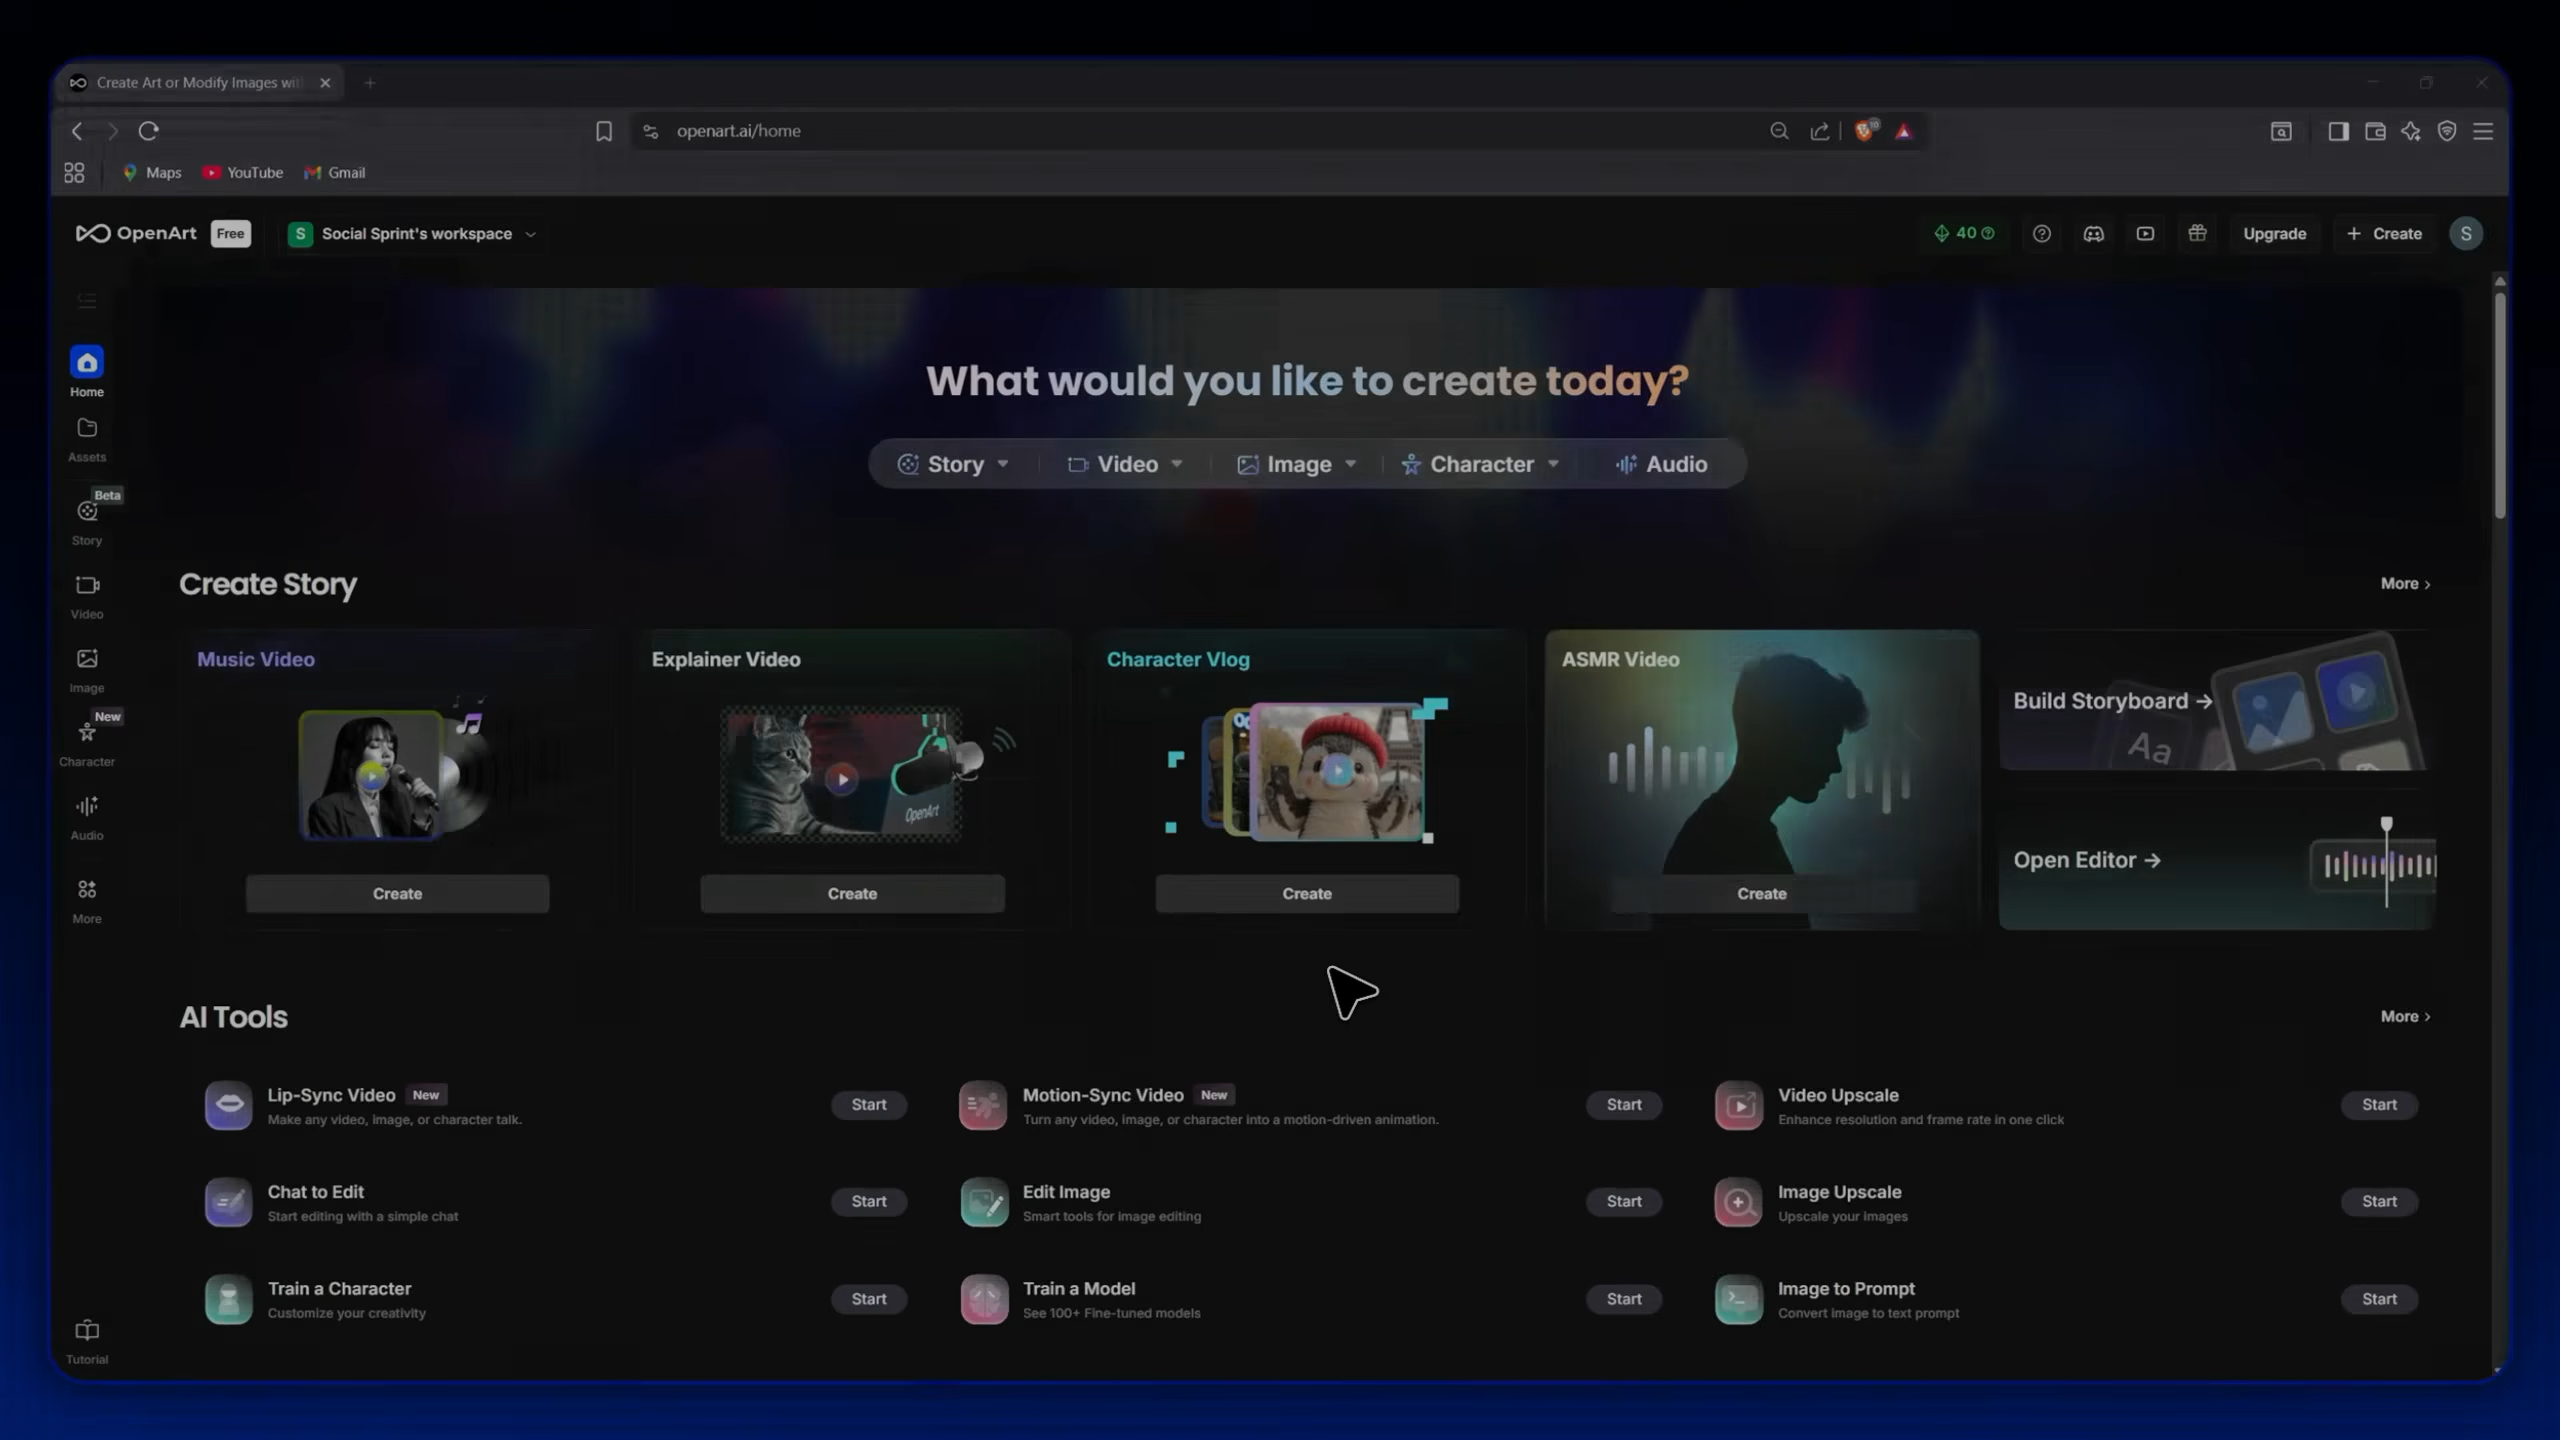 Create Art or Modify Images wit
openart.ai/home
Maps
YouTube
Gmail
OpenArt
Free
S
Social Sprint's workspace
40
Upgrade
+ Create
S
Home
Assets
Beta
Story
Video
Image
New
Character
Audio
More
Tutorial
What would you like to create today?
Story
Video
Image
Character
Audio
Create Story
More >
Music Video
Create
Explainer Video
OpenArt
Create
Character Vlog
Create
ASMR Video
Create
Build Storyboard →
Aa
Open Editor →
AI Tools
More >
Lip-Sync Video New
Make any video, image, or character talk.
Start
Motion-Sync Video New
Turn any video, image, or character into a motion-driven animation.
Start
Video Upscale
Enhance resolution and frame rate in one click
Start
Chat to Edit
Start editing with a simple chat
Start
Edit Image
Smart tools for image editing
Start
Image Upscale
Upscale your images
Start
Train a Character
Customize your creativity
Start
Train a Model
See 100+ Fine-tuned models
Start
Image to Prompt
Convert image to text prompt
Start